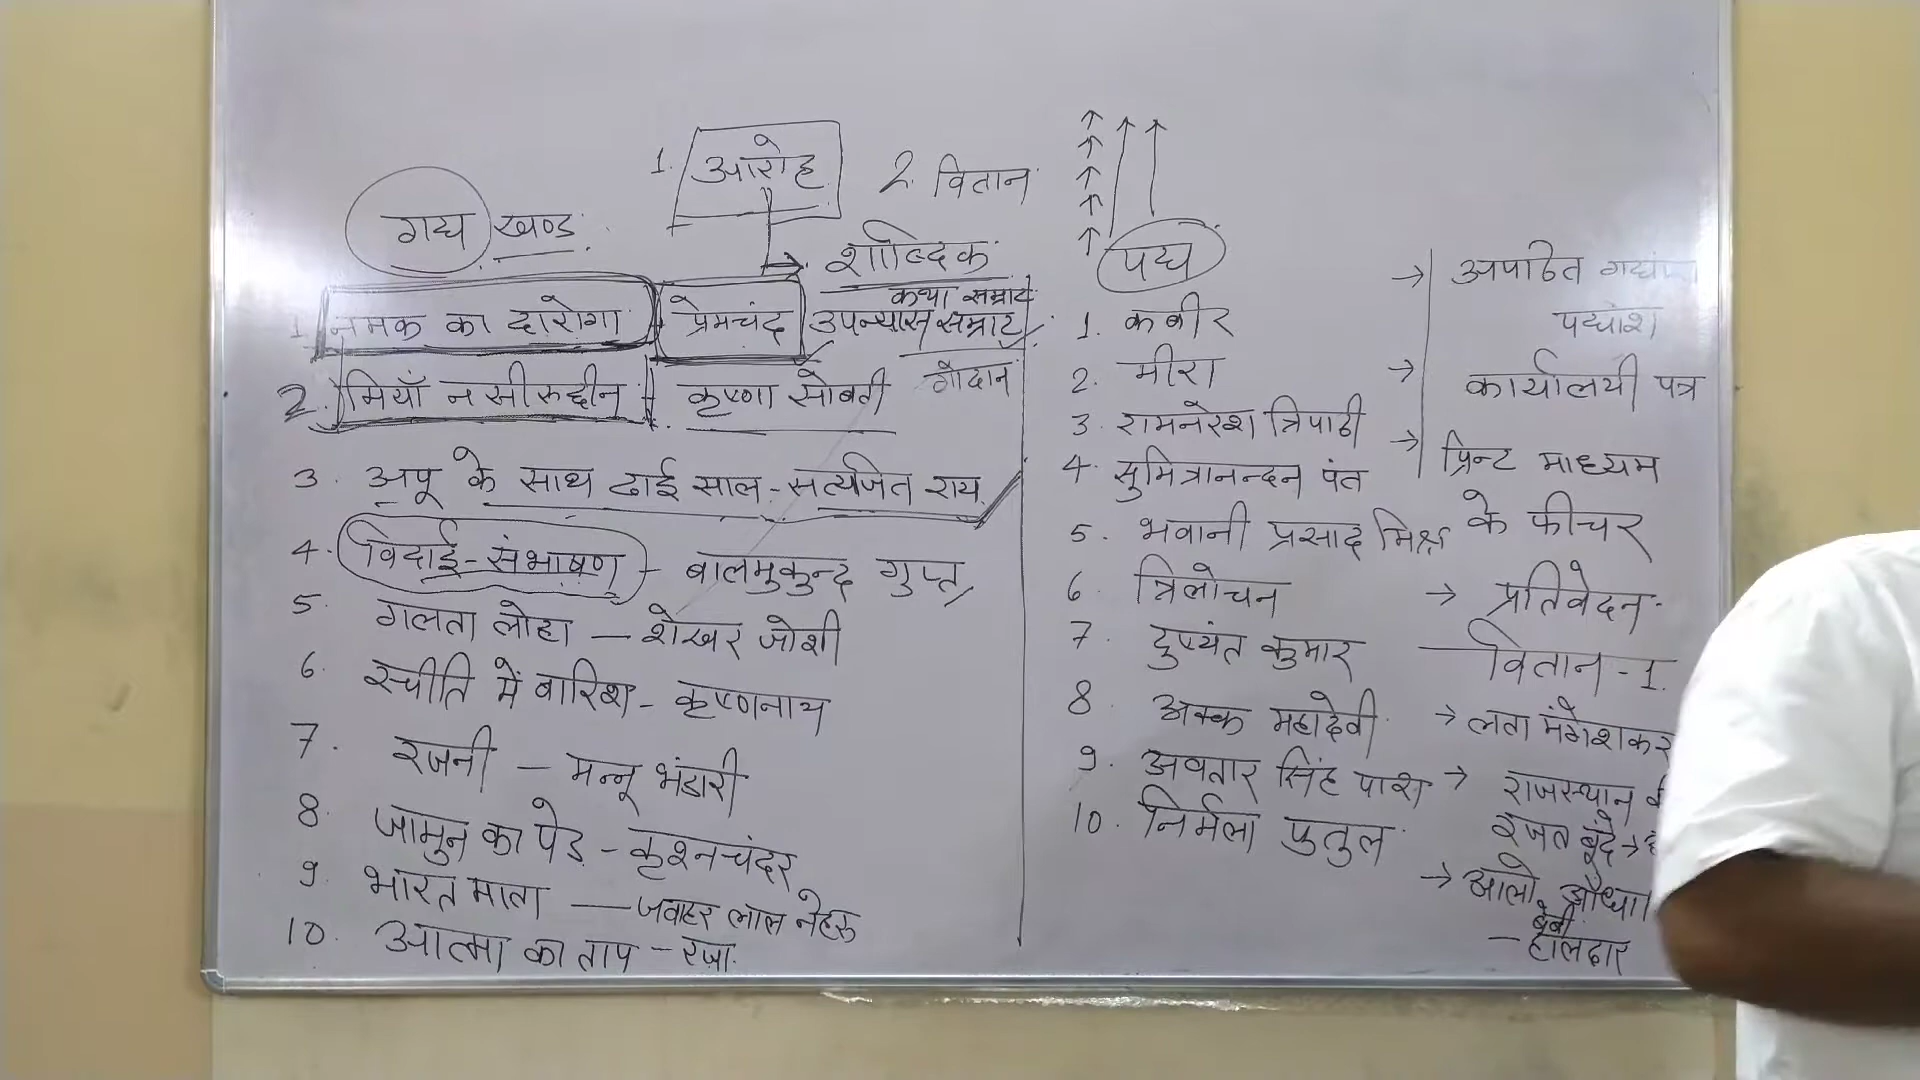 1. आरोह 2. वितान
गद्य खण्ड
शाब्दिक
कथा सम्राट
1 नमक का दारोगा - प्रेमचंद उपन्यास सम्राट
गोदान
2. मियाँ नसीरुद्दीन - कृष्णा सोबती
3. अपू के साथ ढाई साल - सत्यजित राय
4. विदाई-संभाषण - बालमुकुन्द गुप्त
5. गलता लोहा - शेखर जोशी
6. स्पीति में बारिश - कृष्णनाथ
7. रजनी - मन्नू भंडारी
8. जामुन का पेड़ - कृश्नचंदर
9. भारत माता - जवाहर लाल नेहरू
10. आत्मा का ताप - रजा
पद्य
1. कबीर
2. मीरा
3. रामनरेश त्रिपाठी
4. सुमित्रानन्दन पंत
5. भवानी प्रसाद मिश्र
6. त्रिलोचन
7. दुष्यंत कुमार
8. अक्क महादेवी
9. अवतार सिंह पाश
10. निर्मला पुतुल
→ अपठित
पद्यांश
→ कार्यालयी पत्र
→ प्रिन्ट माध्यम
के फीचर
→ प्रतिवेदन
वितान-1.
→ लता मंगेशकर
→ राजस्थान
रजत बूंदे →
→ आलो आँधारि
बेबी
- हालदार